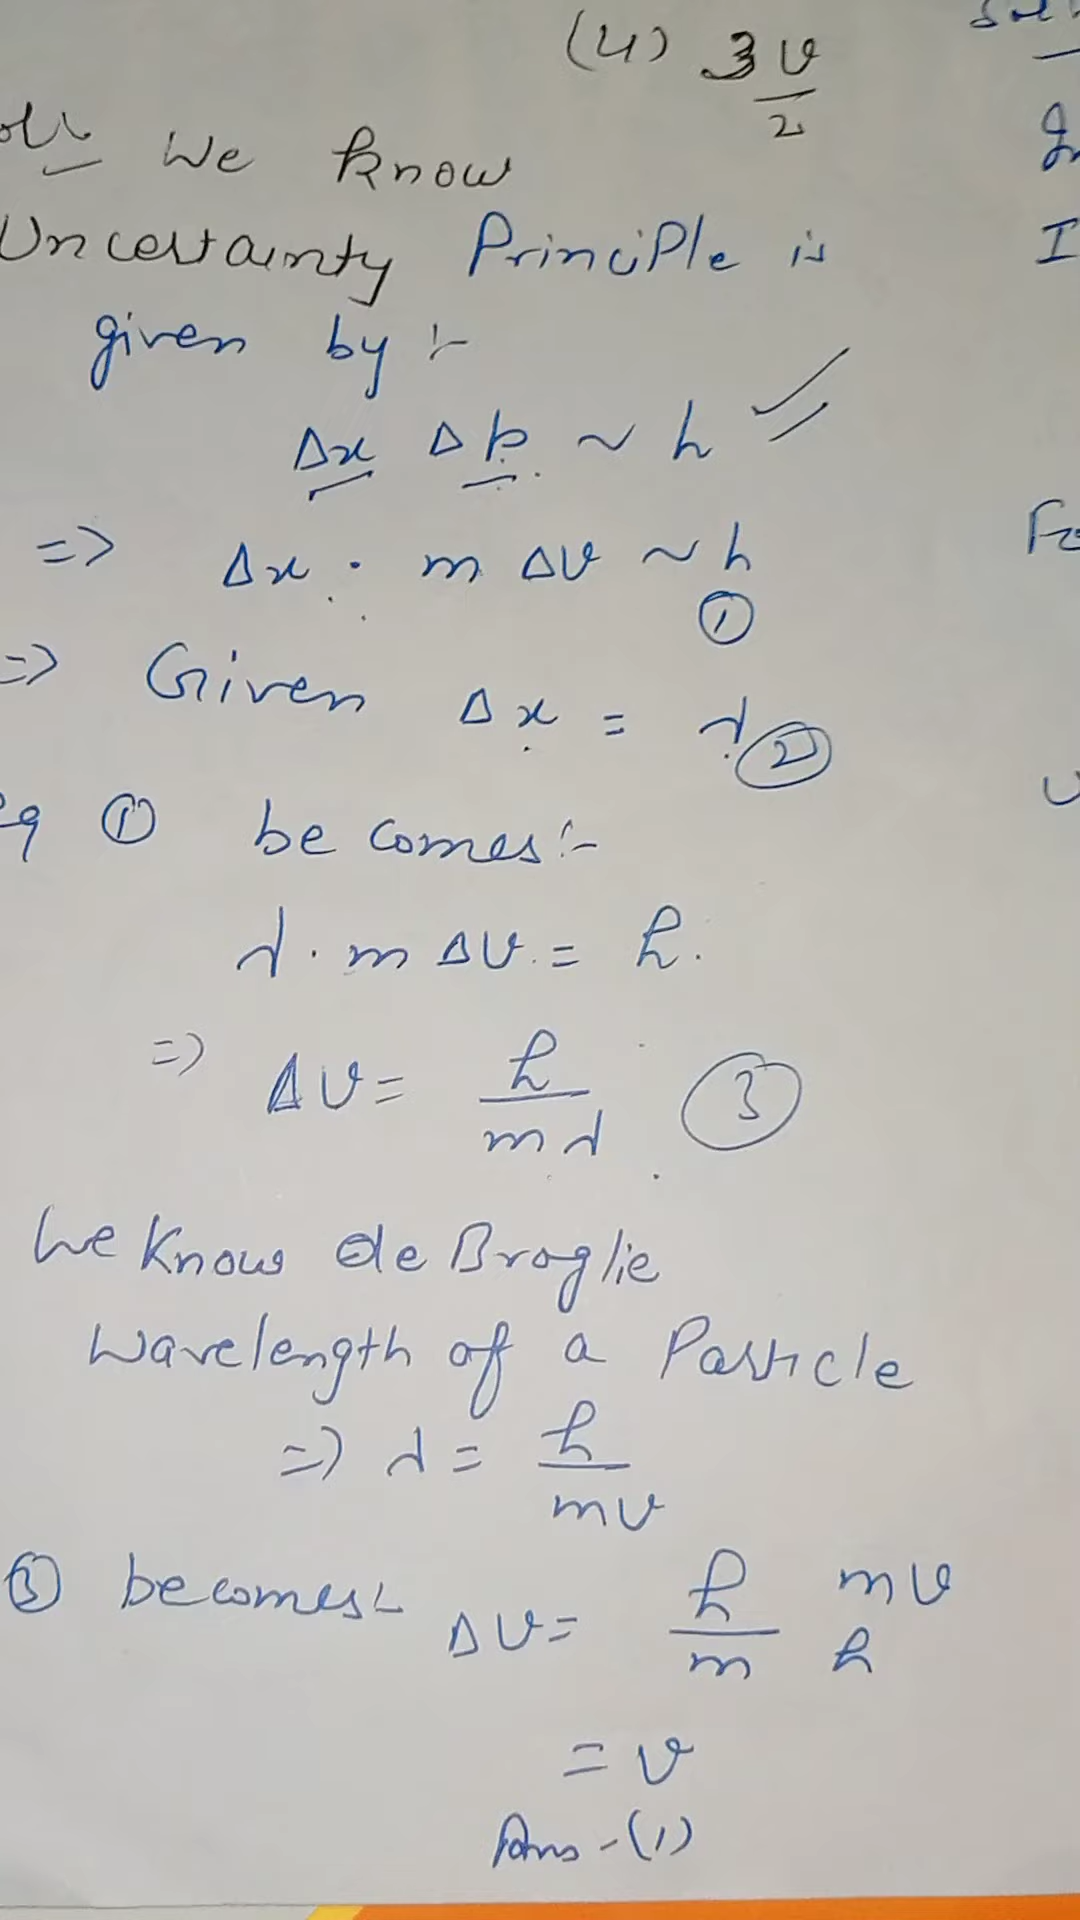 (4) 3v/2
We know
Uncertainty Principle is
given by :-
Δx Δp ~ h
=> Δx . m Δv ~ h
①
=> Given Δx = λ ②
eq ① becomes :-
λ . m Δv = h.
=> Δv = h/mλ ③
We Know de Broglie
Wavelength of a Particle
=> λ = h/mv
③ becomes :- Δv = h/m mv/h
= v
Ans - (1)